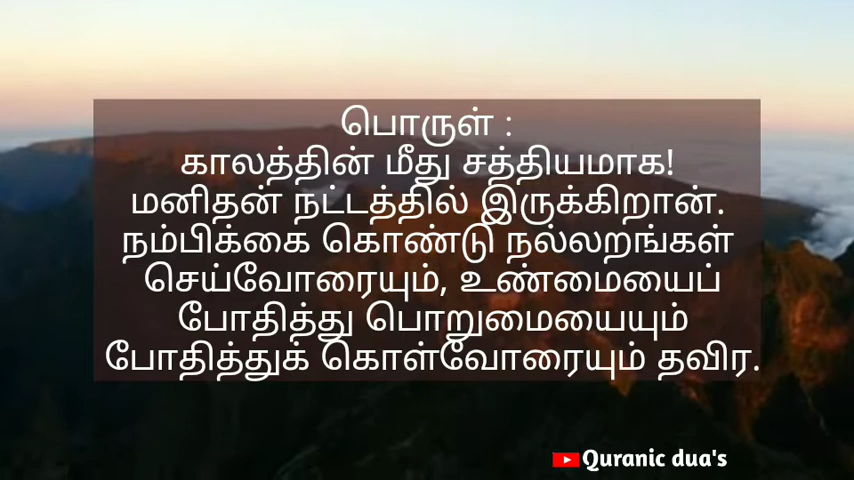 பொருள் :
காலத்தின் மீது சத்தியமாக!
மனிதன் நட்டத்தில் இருக்கிறான்.
நம்பிக்கை கொண்டு நல்லறங்கள்
செய்வோரையும், உண்மையைப்
போதித்து பொறுமையையும்
போதித்துக் கொள்வோரையும் தவிர.
Quranic dua's